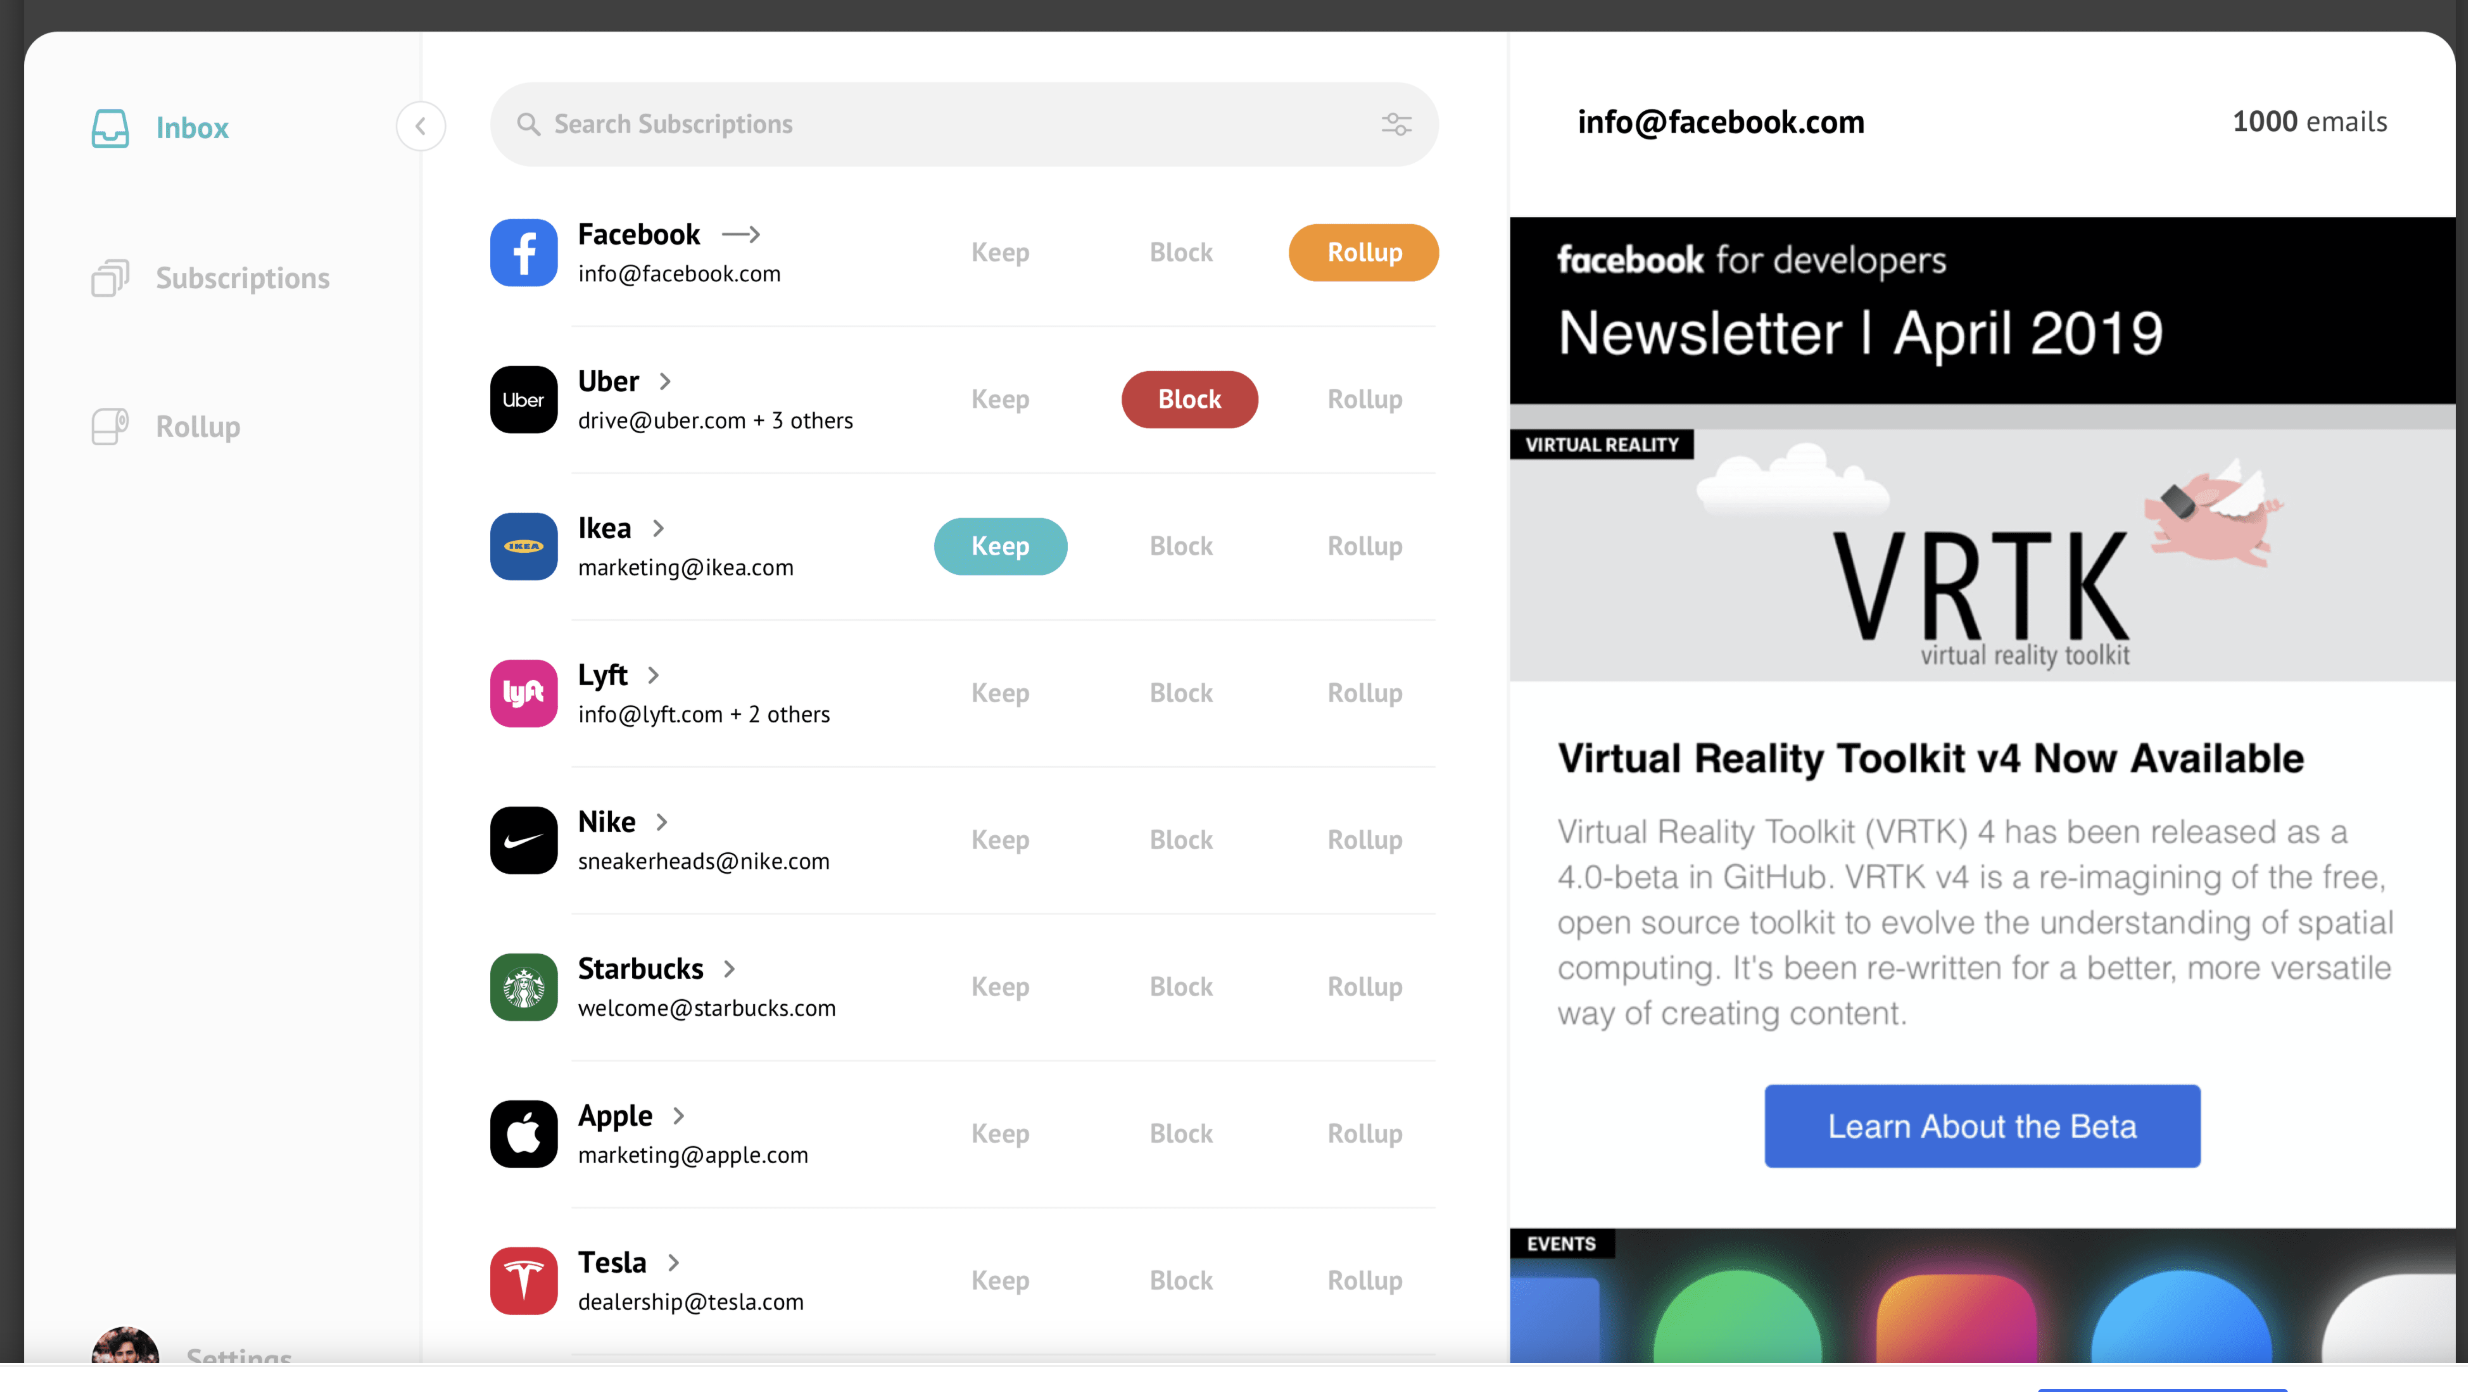 Inbox
Subscriptions
Rollup
Settings
Search Subscriptions
Facebook
info@facebook.com
Keep
Block
Rollup
Uber
Uber
drive@uber.com + 3 others
Keep
Block
Rollup
IKEA
Ikea
marketing@ikea.com
Keep
Block
Rollup
lyft
Lyft
info@lyft.com + 2 others
Keep
Block
Rollup
Nike
sneakerheads@nike.com
Keep
Block
Rollup
Starbucks
welcome@starbucks.com
Keep
Block
Rollup
Apple
marketing@apple.com
Keep
Block
Rollup
Tesla
dealership@tesla.com
Keep
Block
Rollup
info@facebook.com
1000 emails
facebook for developers
Newsletter | April 2019
VIRTUAL REALITY
VRTK
virtual reality toolkit
Virtual Reality Toolkit v4 Now Available
Virtual Reality Toolkit (VRTK) 4 has been released as a
4.0-beta in GitHub. VRTK v4 is a re-imagining of the free,
open source toolkit to evolve the understanding of spatial
computing. It's been re-written for a better, more versatile
way of creating content.
Learn About the Beta
EVENTS